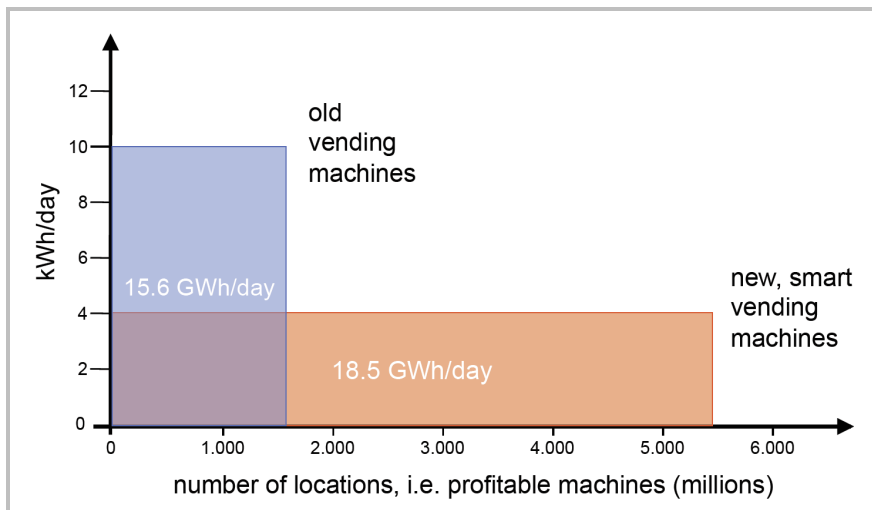 12
10
8
6
4
2
0
kWh/day
old
vending
machines
15.6 GWh/day
new, smart
vending
machines
18.5 GWh/day
0
1.000
2.000
3.000
4.000
5.000
6.000
number of locations, i.e. profitable machines (millions)